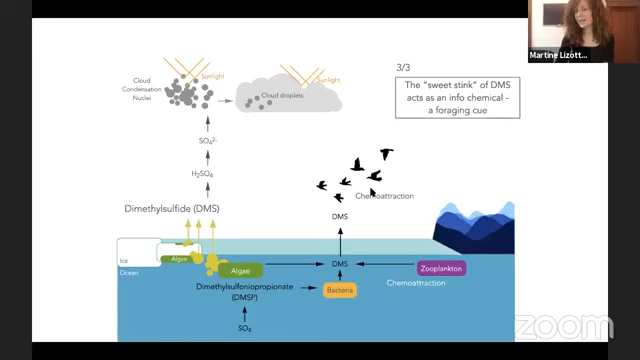 Martine Lizott...
3/3
The "sweet stink" of DMS
acts as an info chemical -
a foraging cue
Cloud
Condensation
Nuclei
Sunlight
Sunlight
Cloud droplets
SO₄²⁻
H₂SO₄
Dimethylsulfide (DMS)
Chemoattraction
DMS
Ice
Ocean
Algae
Algae
DMS
Zooplankton
Chemoattraction
Dimethylsulfoniopropionate
(DMSP)
Bacteria
SO₄
zoom